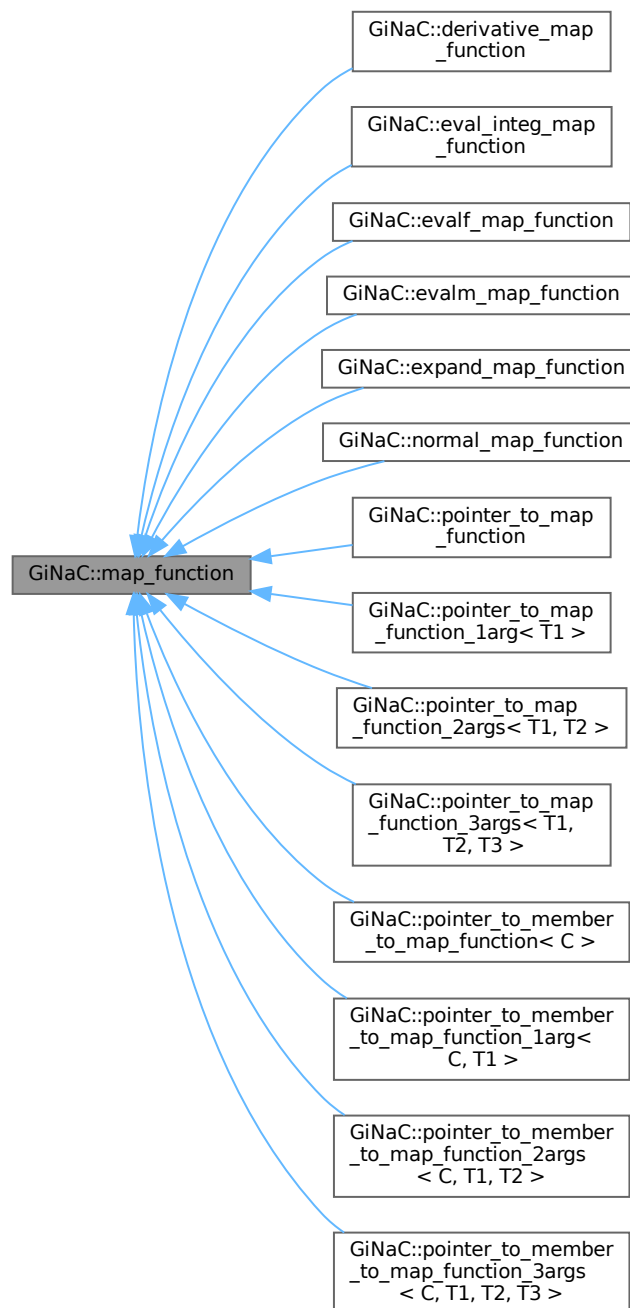 GiNaC::derivative_map
_function
GiNaC::eval_integ_map
_function
GiNaC::evalf_map_function
GiNaC::evalm_map_function
GiNaC::expand_map_function
GiNaC::normal_map_function
GiNaC::pointer_to_map
_function
GiNaC::map_function
GiNaC::pointer_to_map
_function_1arg< T1 >
GiNaC::pointer_to_map
_function_2args< T1, T2 >
GiNaC::pointer_to_map
_function_3args< T1,
T2, T3 >
GiNaC::pointer_to_member
_to_map_function< C >
GiNaC::pointer_to_member
_to_map_function_1arg<
C, T1 >
GiNaC::pointer_to_member
_to_map_function_2args
< C, T1, T2 >
GiNaC::pointer_to_member
_to_map_function_3args
< C, T1, T2, T3 >